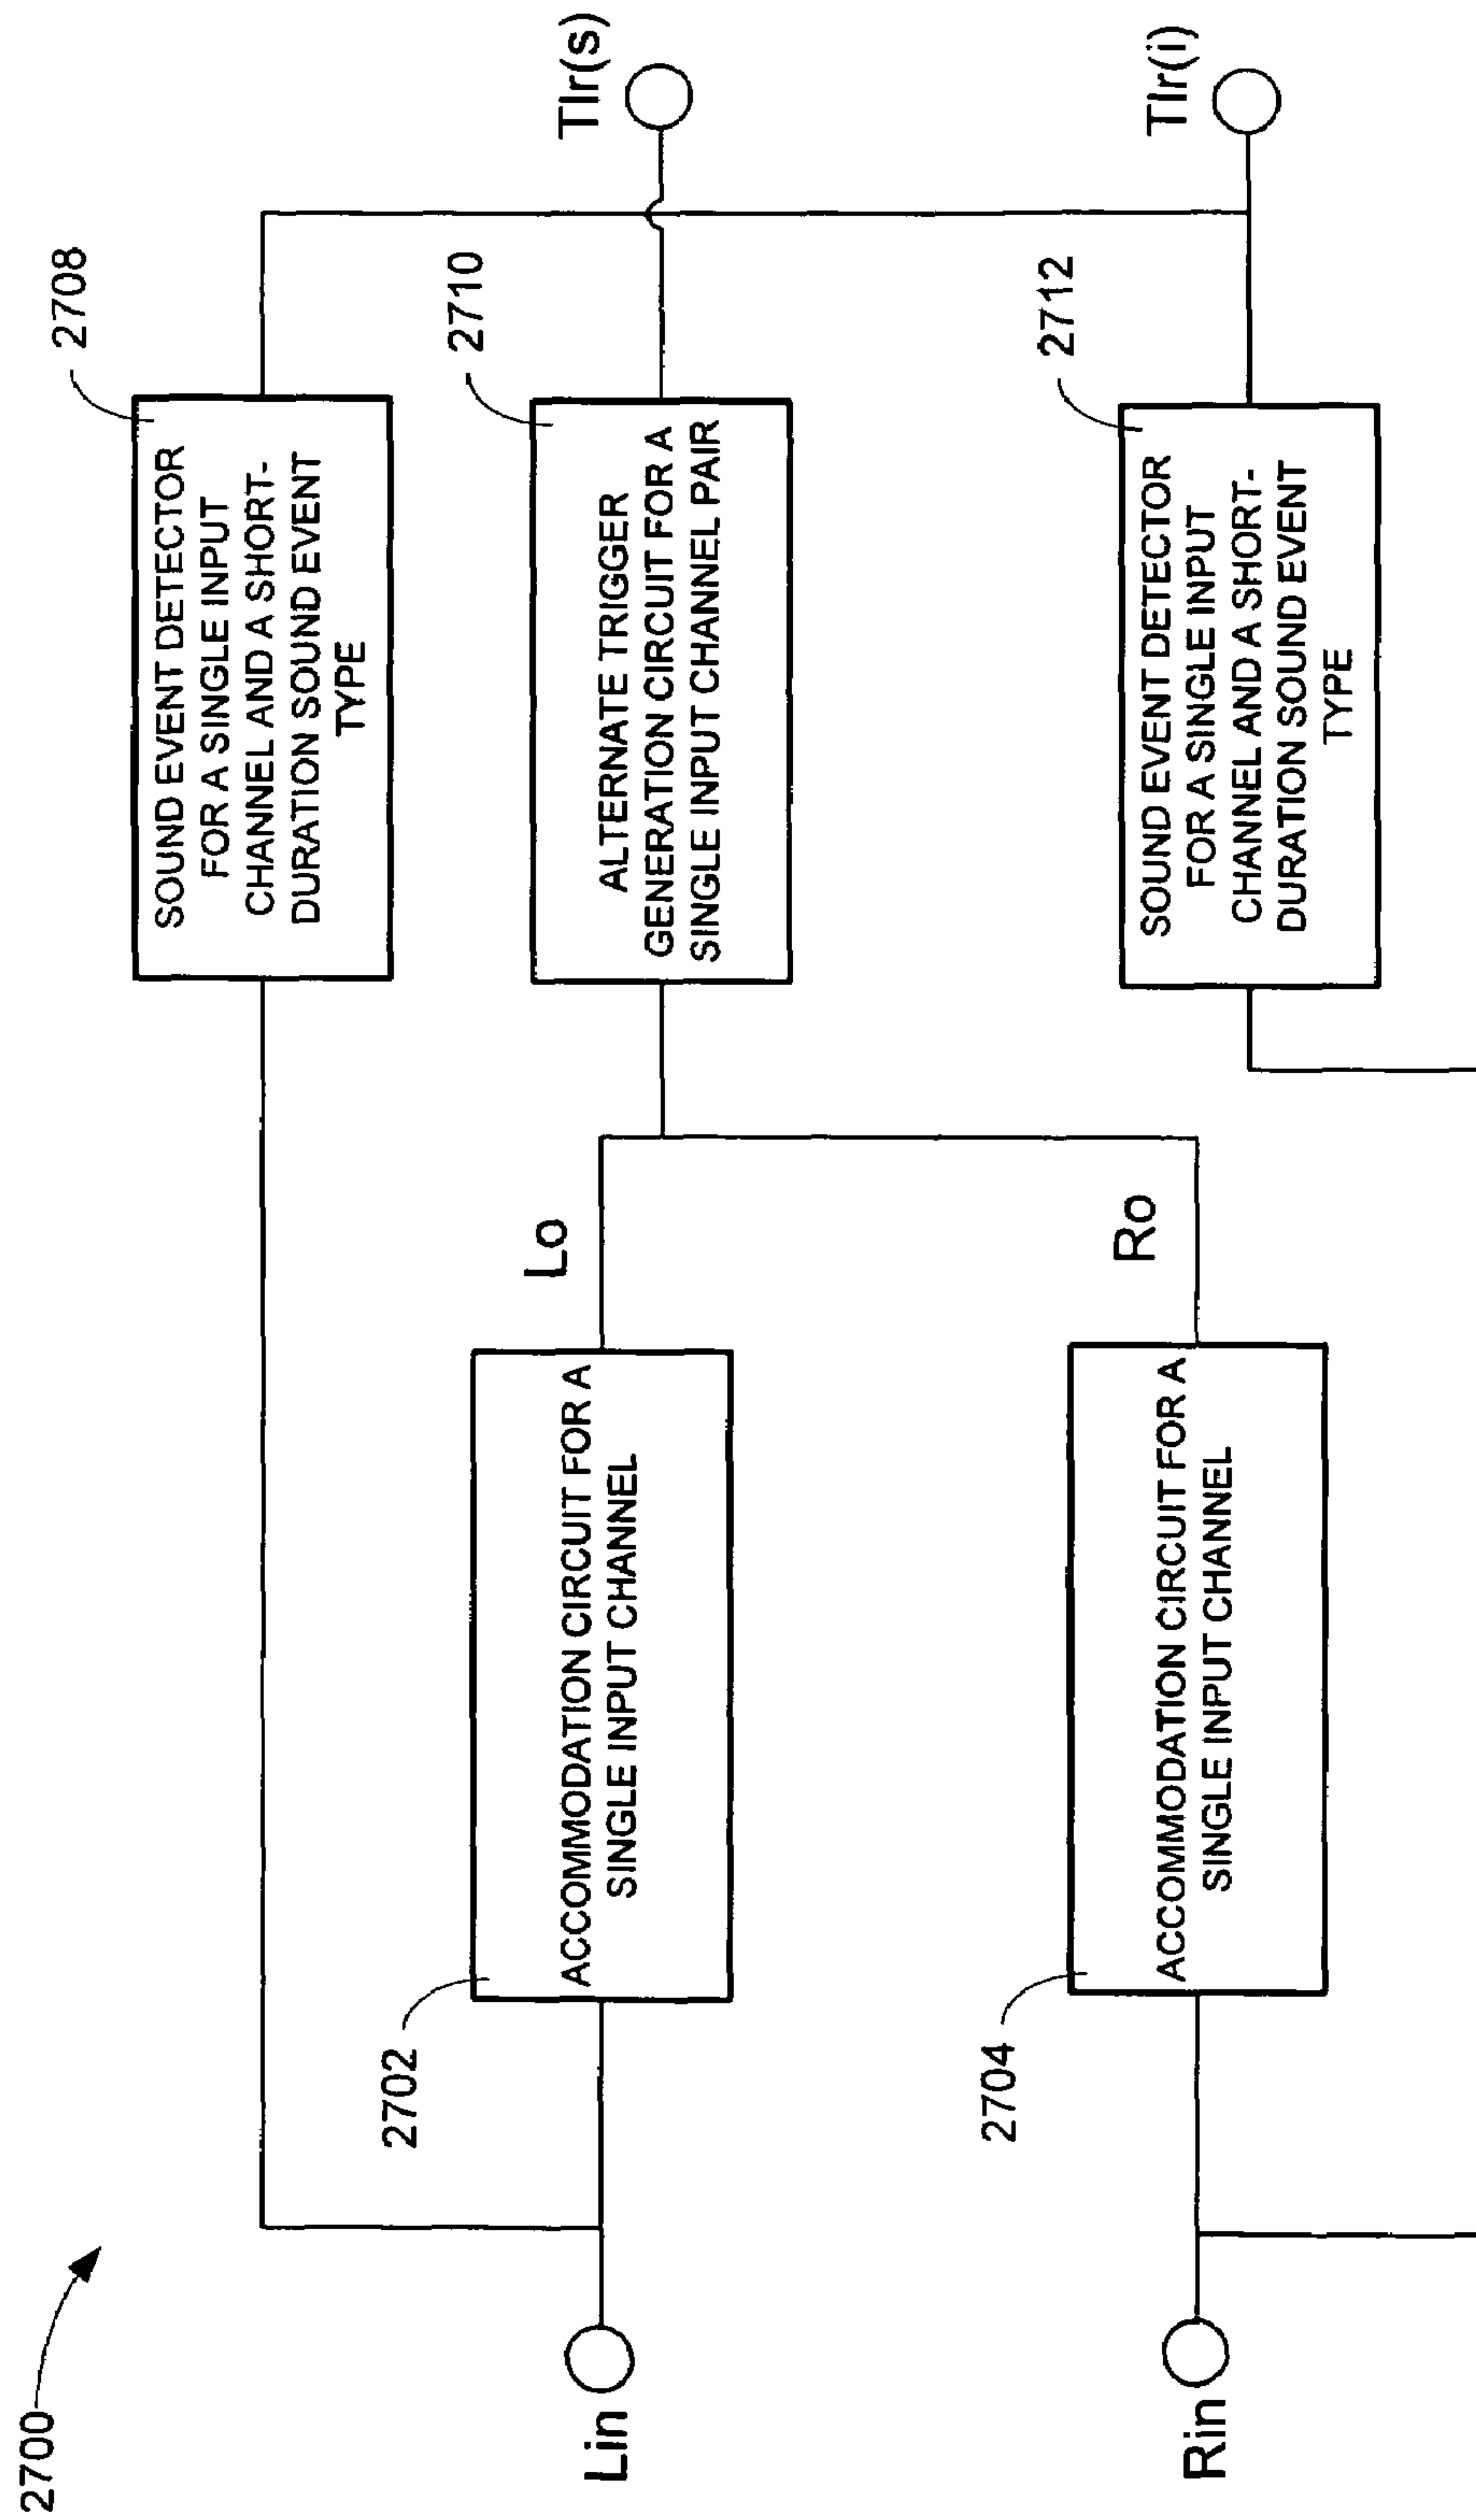 2700
2708
SOUND EVENT DETECTOR
FOR A SINGLE INPUT
CHANNEL AND A SHORT-
DURATION SOUND EVENT
TYPE
Lin
2702
ACCOMMODATION CIRCUIT FOR A
SINGLE INPUT CHANNEL
Lo
2710
ALTERNATE TRIGGER
GENERATION CIRCUIT FOR A
SINGLE INPUT CHANNEL PAIR
Tlr(s)
Rin
2704
ACCOMMODATION CIRCUIT FOR A
SINGLE INPUT CHANNEL
Ro
2712
SOUND EVENT DETECTOR
FOR A SINGLE INPUT
CHANNEL AND A SHORT-
DURATION SOUND EVENT
TYPE
Tlr(i)